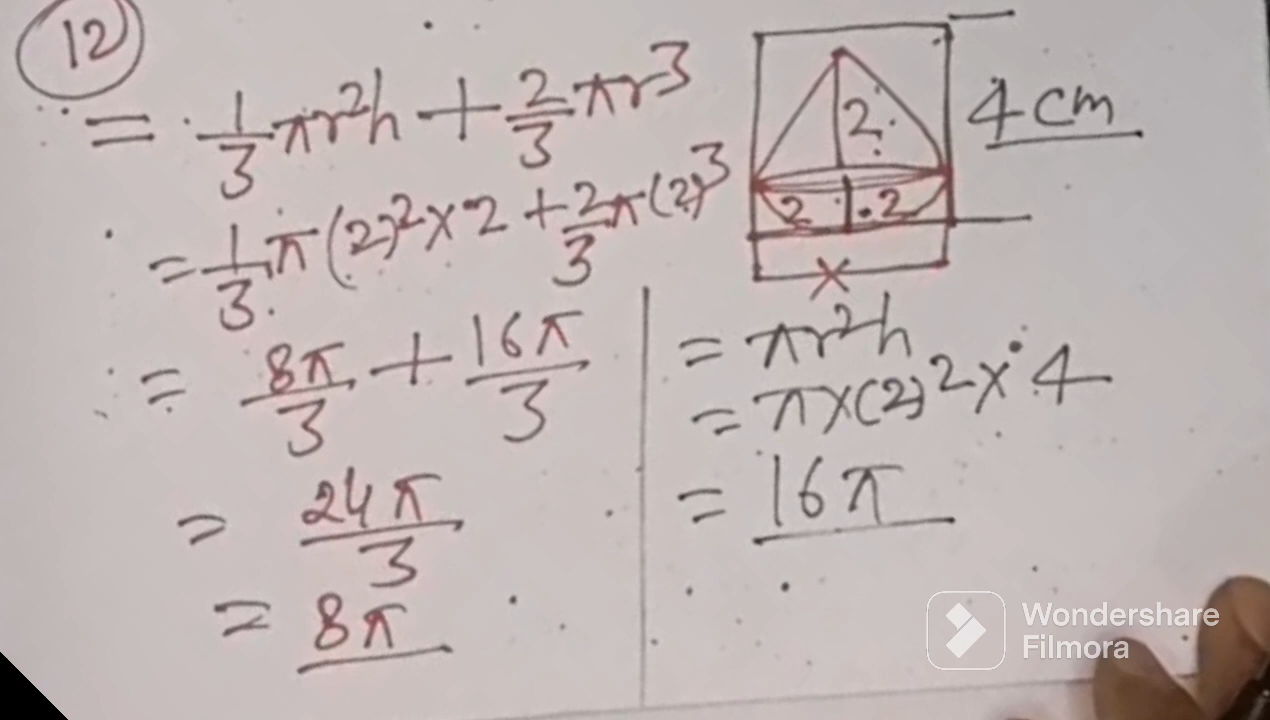 12
= 1/3 πr²h + 2/3 πr³
= 1/3 π(2)² × 2 + 2/3 π(2)³
= 8π/3 + 16π/3
= 24π/3
= 8π
2
4 cm
2 2
×
= πr²h
= π×(2)² × 4
= 16π
Wondershare
Filmora